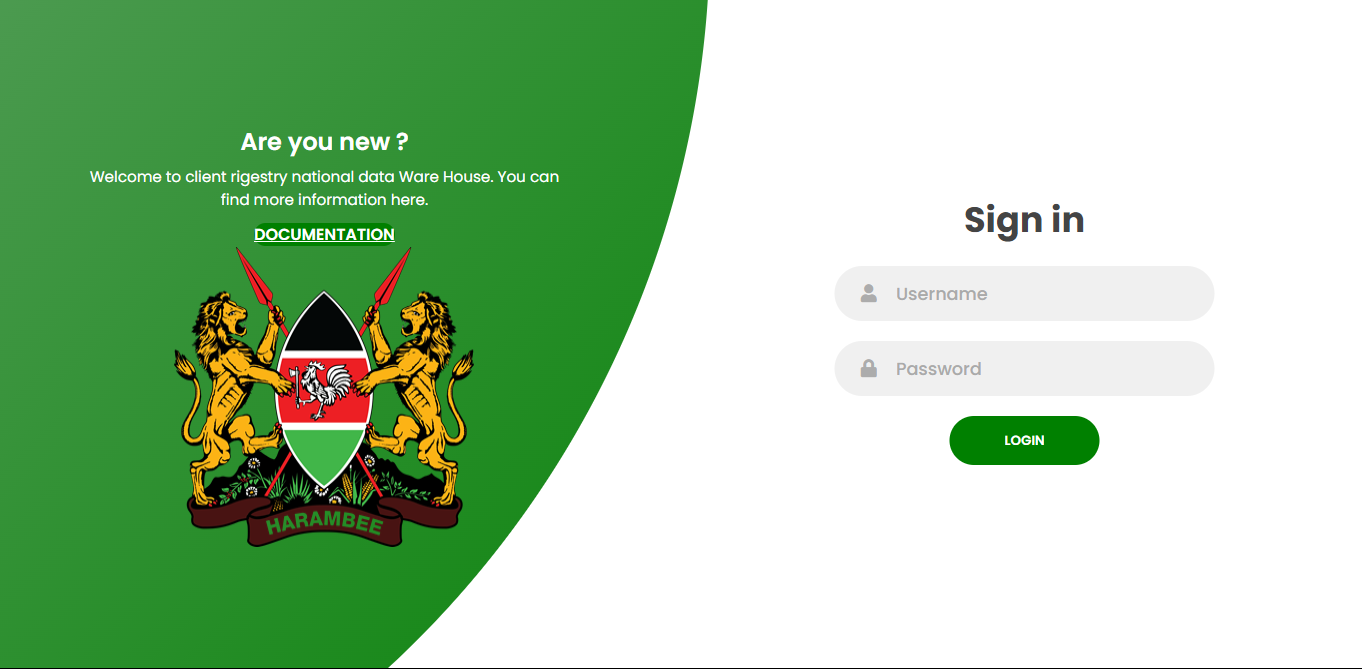 Are you new ?
Welcome to client rigestry national data Ware House. You can
find more information here.
DOCUMENTATION
HARAMBEE
Sign in
Username
Password
LOGIN